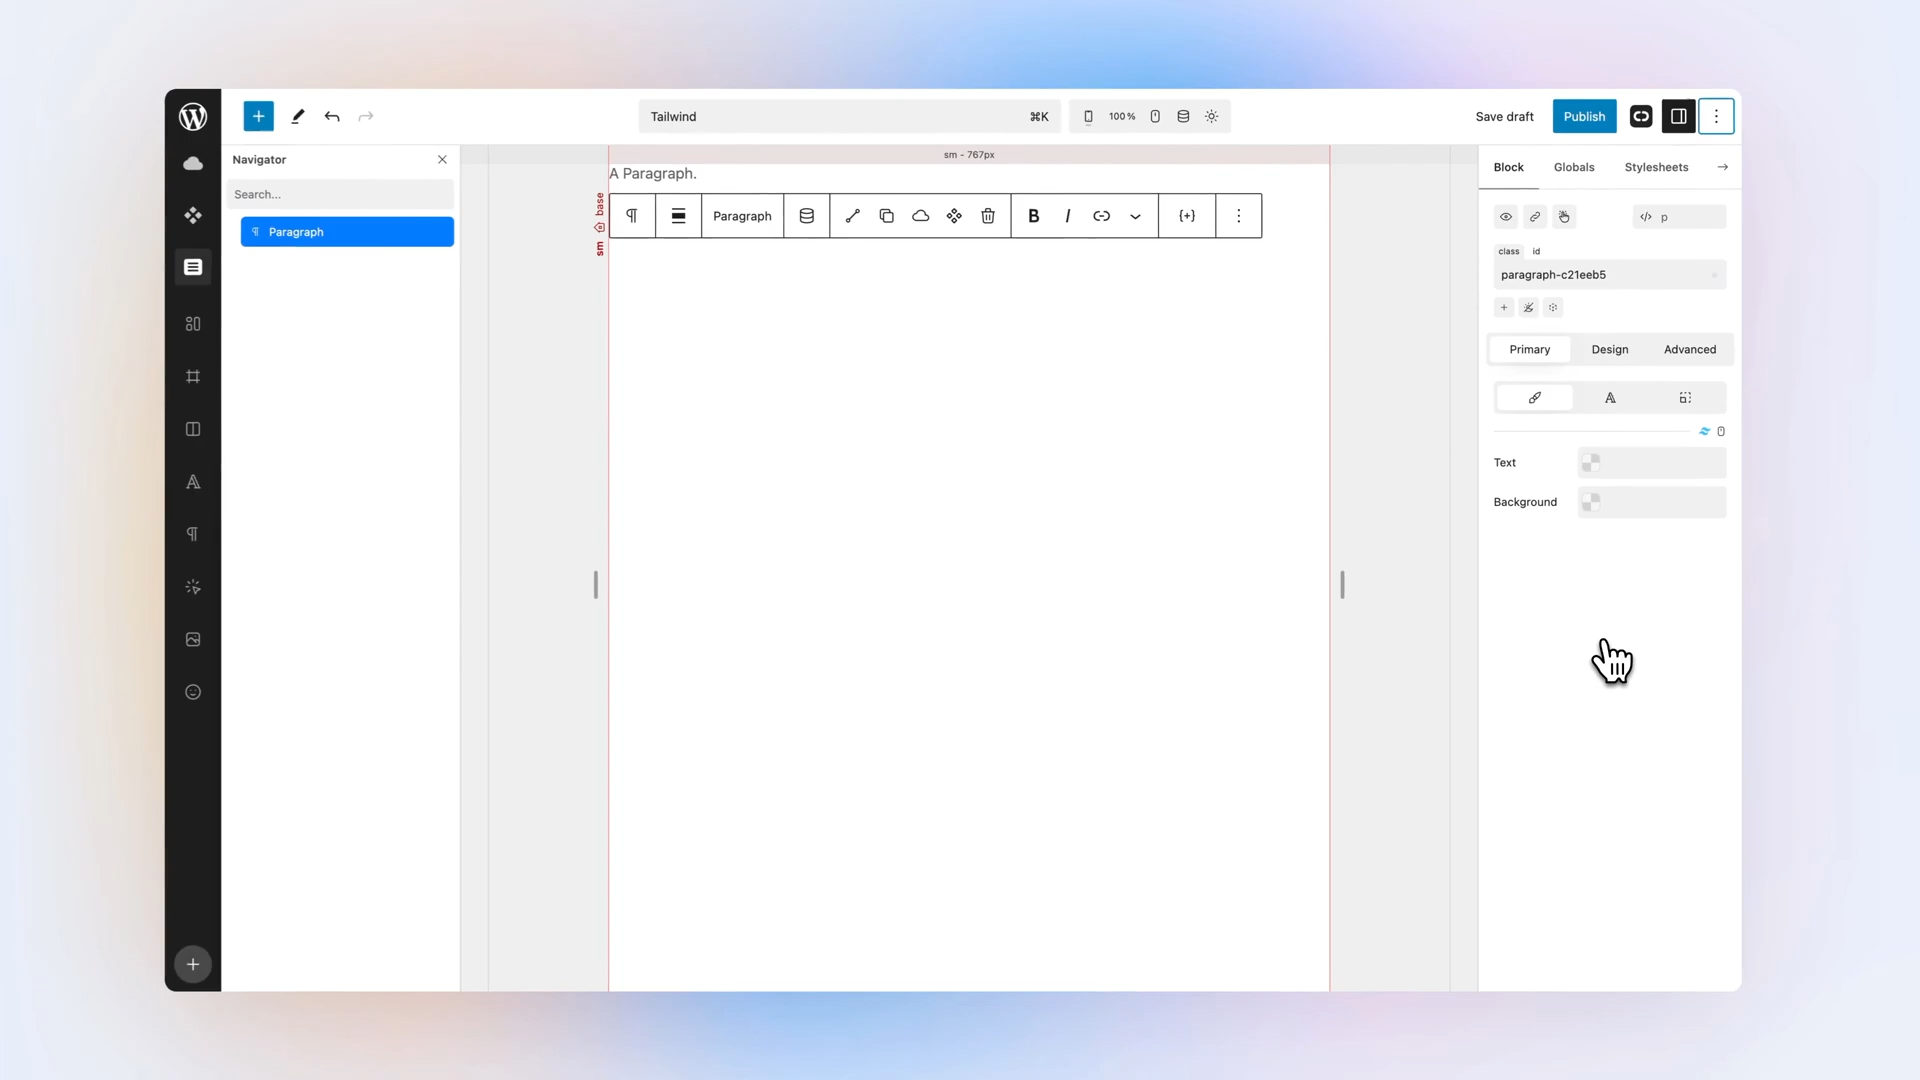 Tailwind
⌘K
100%
Save draft
Publish
Navigator
Search...
Paragraph
sm - 767px
A Paragraph.
base
sm
Paragraph
B
I
{+}
Block
Globals
Stylesheets
</> p
class
id
paragraph-c21eeb5
Primary
Design
Advanced
Text
Background